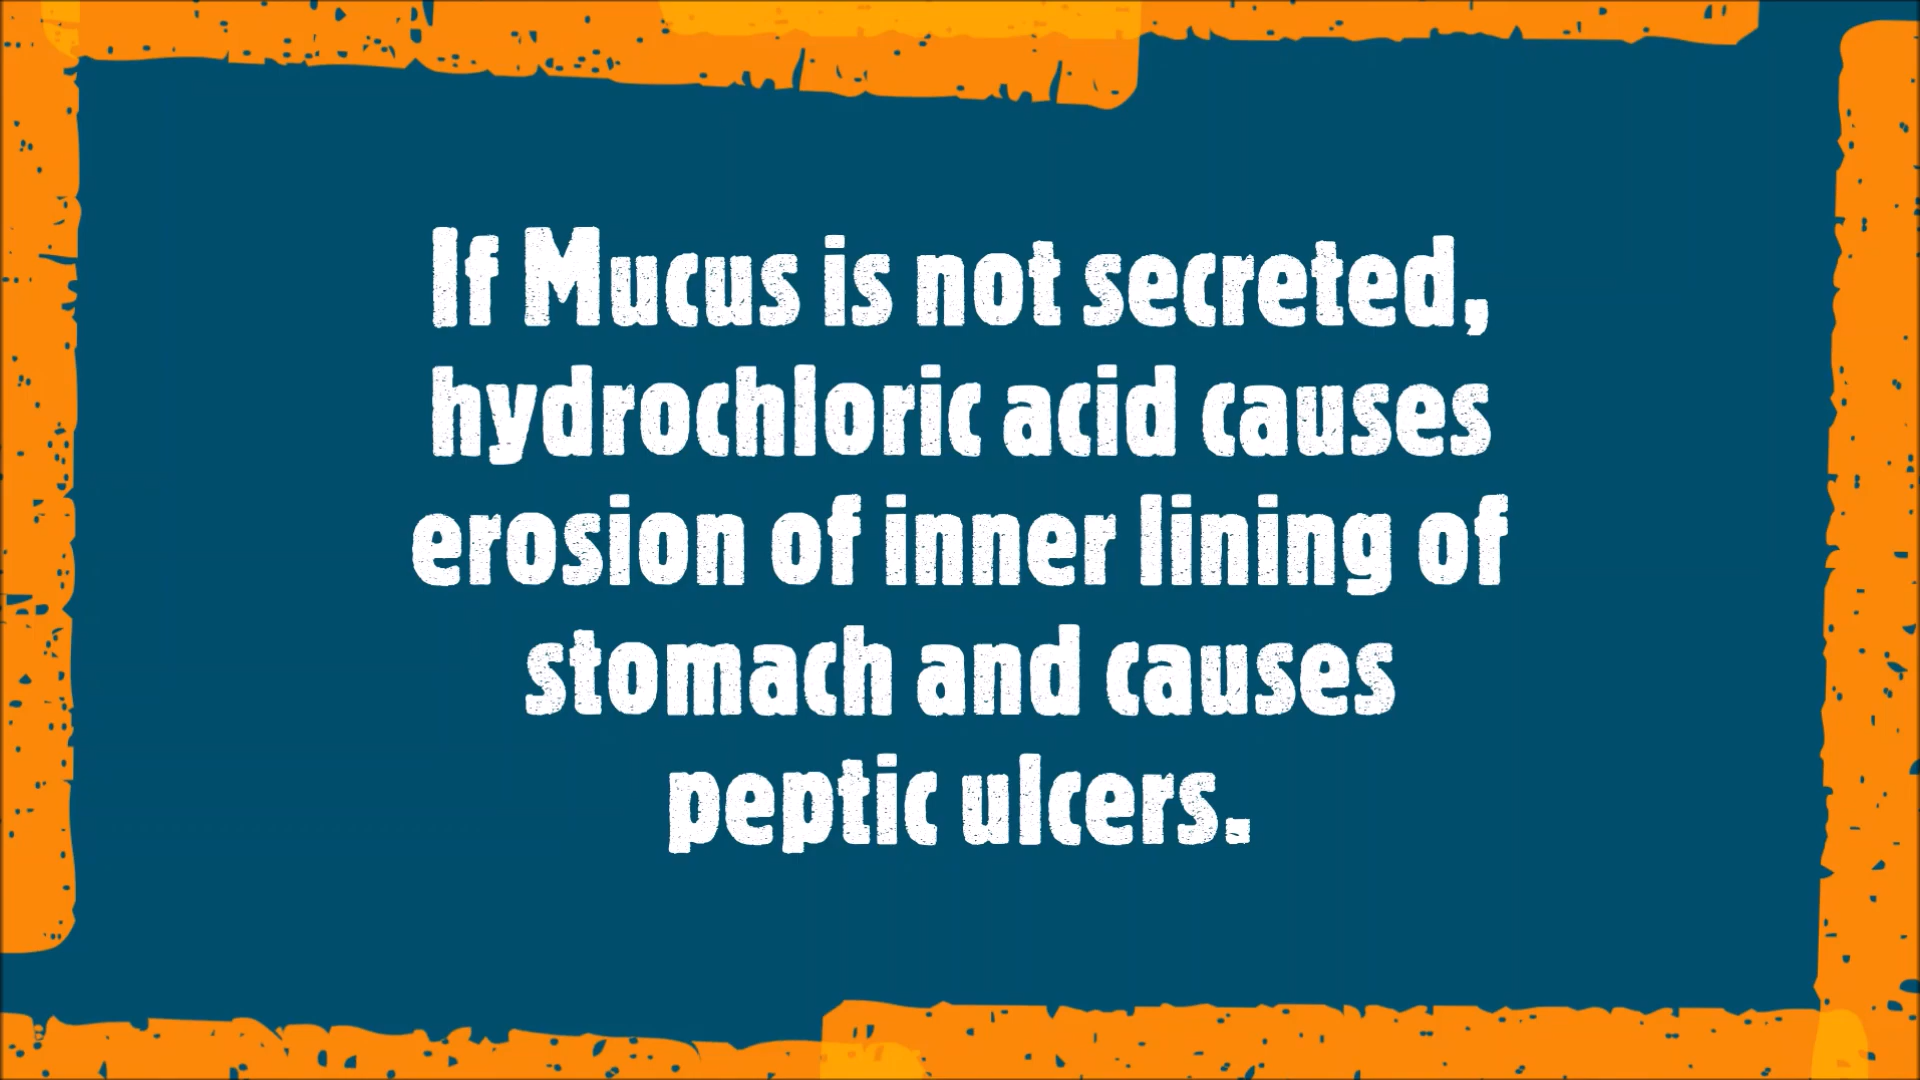 If Mucus is not secreted,
hydrochloric acid causes
erosion of inner lining of
stomach and causes
peptic ulcers.